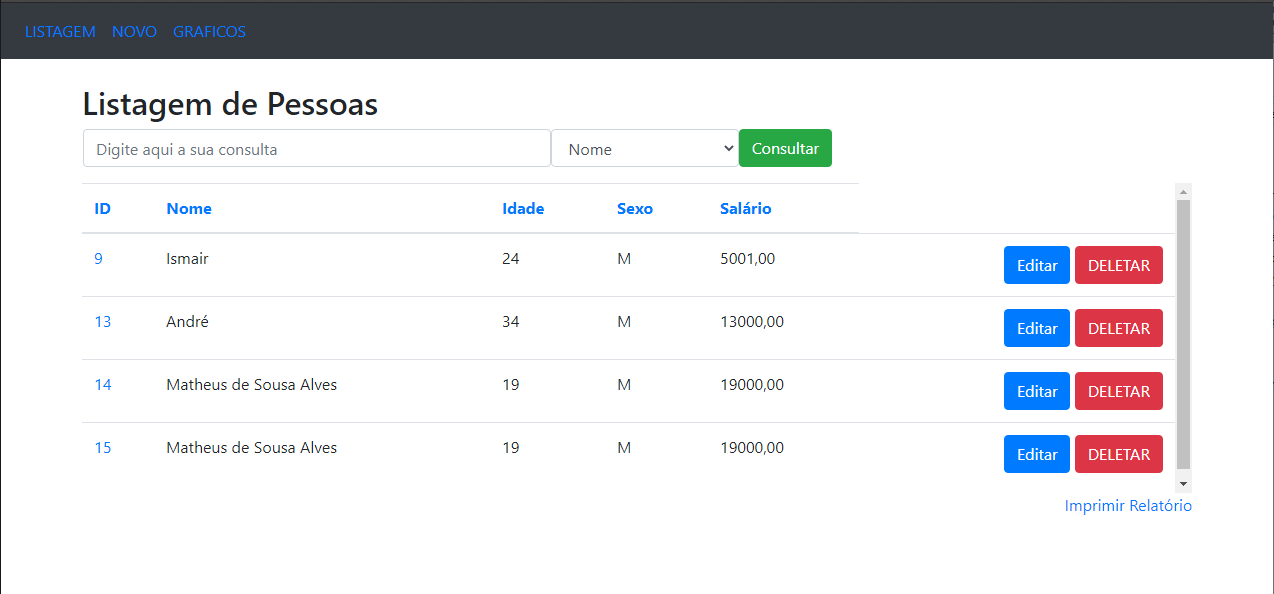 LISTAGEM NOVO GRAFICOS
Listagem de Pessoas
Digite aqui a sua consulta Nome Consultar
ID Nome Idade Sexo Salário
9 Ismair 24 M 5001,00 Editar DELETAR
13 André 34 M 13000,00 Editar DELETAR
14 Matheus de Sousa Alves 19 M 19000,00 Editar DELETAR
15 Matheus de Sousa Alves 19 M 19000,00 Editar DELETAR
Imprimir Relatório